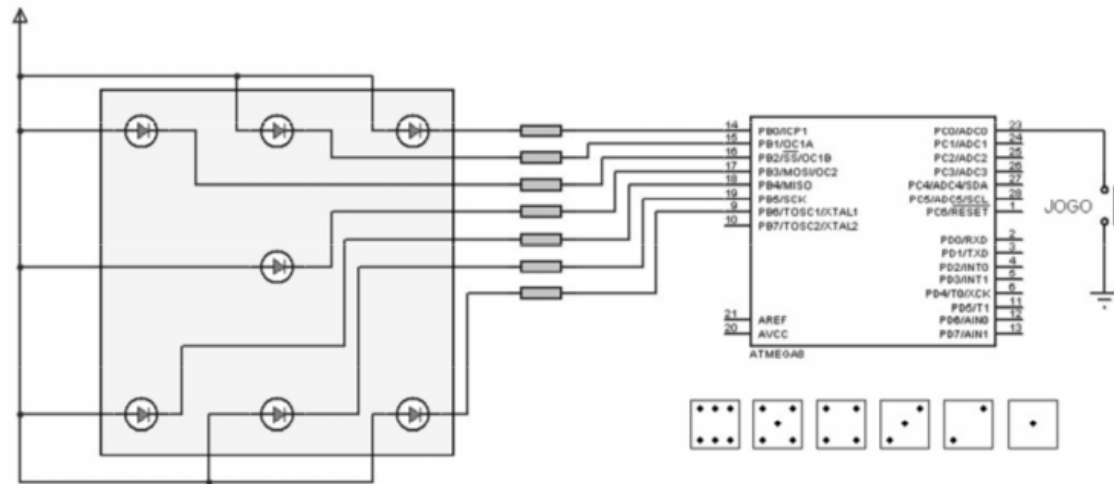 14 PB0/ICP1 PC0/ADC0 23
15 PB1/OC1A PC1/ADC1 24
16 PB2/SS/OC1B PC2/ADC2 25
17 PB3/MOSI/OC2 PC3/ADC3 26
18 PB4/MISO PC4/ADC4/SDA 27
19 PB5/SCK PC5/ADC5/SCL 28
9 PB6/TOSC1/XTAL1 PC6/RESET 1
10 PB7/TOSC2/XTAL2
JOGO
PD0/RXD 2
PD1/TXD 3
PD2/INT0 4
PD3/INT1 5
PD4/T0/XCK 6
PD5/T1 11
21 AREF PD6/AIN0 12
20 AVCC PD7/AIN1 13
ATMEGA8